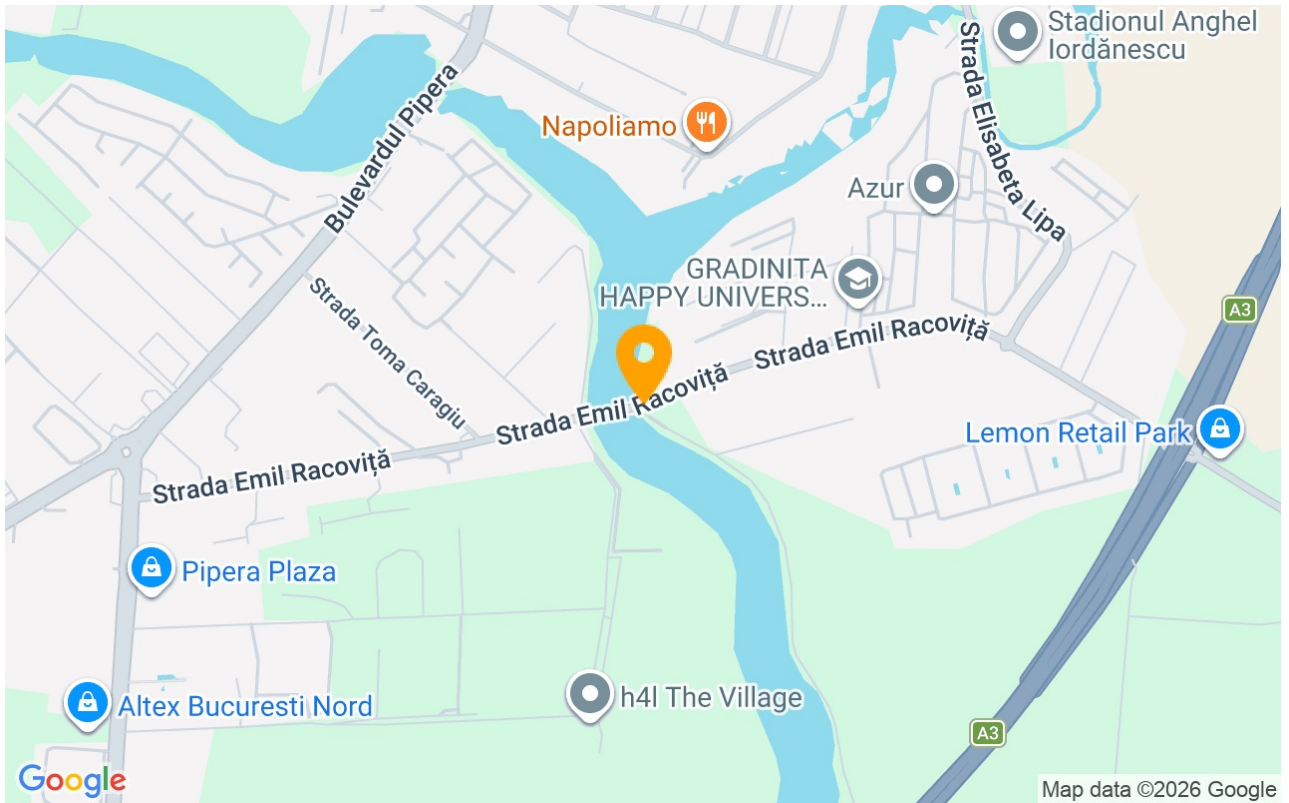 Stadionul Anghel
Iordănescu
Strada Elisabeta Lipa
Bulevardul Pipera
Napoliamo
Azur
GRADINITA
HAPPY UNIVERS...
A3
Strada Toma Caragiu
Strada Emil Racoviță
Strada Emil Racoviță
Strada Emil Racoviță
Lemon Retail Park
Pipera Plaza
h4l The Village
Altex Bucuresti Nord
A3
Google
Map data ©2026 Google